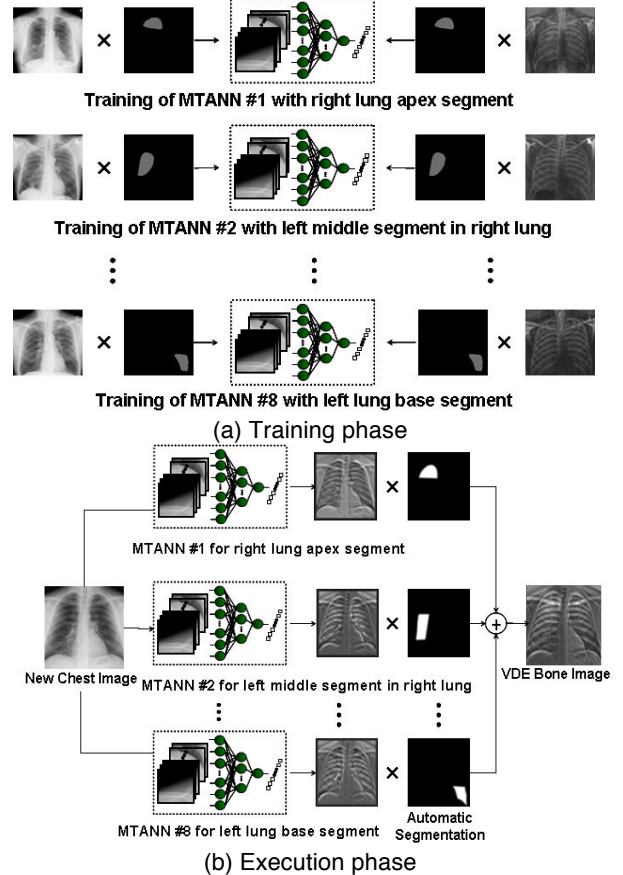 Training of MTANN #1 with right lung apex segment
Training of MTANN #2 with left middle segment in right lung
Training of MTANN #8 with left lung base segment
(a) Training phase
MTANN #1 for right lung apex segment
New Chest Image
MTANN #2 for left middle segment in right lung
VDE Bone Image
MTANN #8 for left lung base segment
Automatic
Segmentation
(b) Execution phase